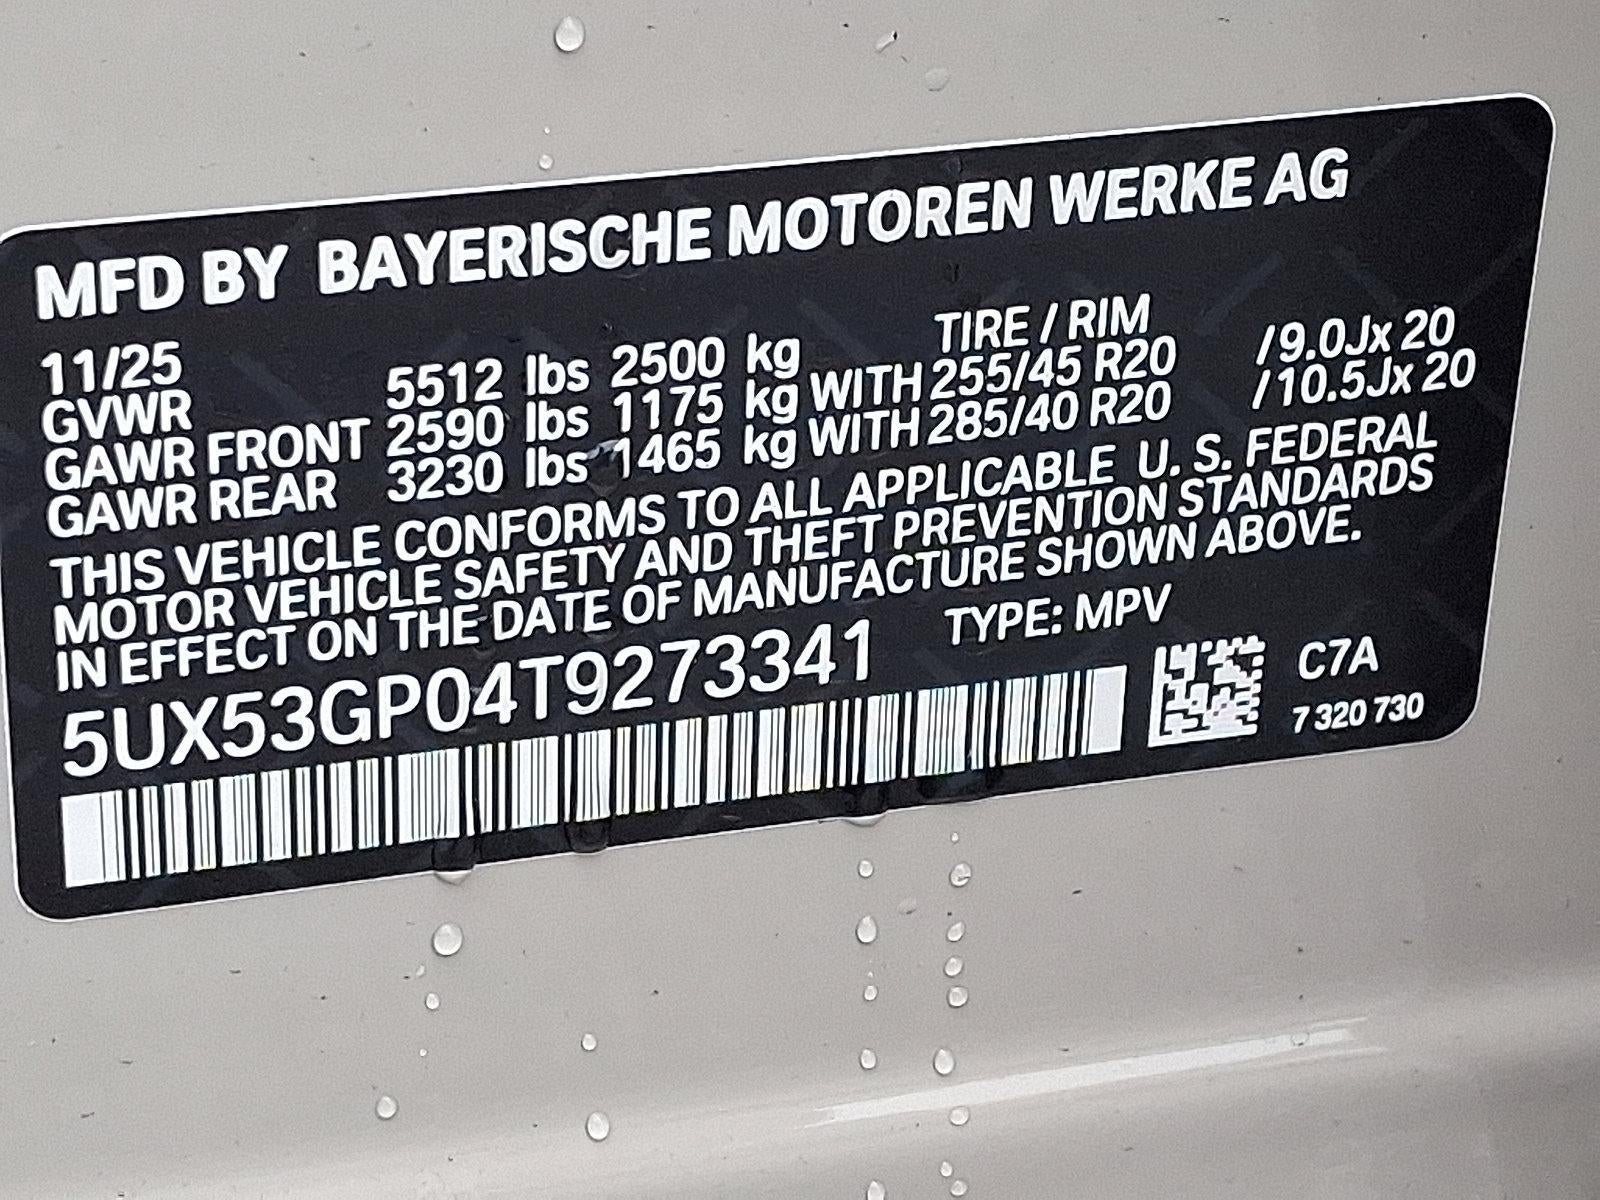 MFD BY BAYERISCHE MOTOREN WERKE AG
11/25 TIRE / RIM
GVWR 5512 lbs 2500 kg
GAWR FRONT 2590 lbs 1175 kg WITH 255/45 R20 /9.0Jx 20
GAWR REAR 3230 lbs 1465 kg WITH 285/40 R20 /10.5Jx 20
THIS VEHICLE CONFORMS TO ALL APPLICABLE U. S. FEDERAL
MOTOR VEHICLE SAFETY AND THEFT PREVENTION STANDARDS
IN EFFECT ON THE DATE OF MANUFACTURE SHOWN ABOVE.
5UX53GP04T9273341 TYPE: MPV
C7A
7 320 730